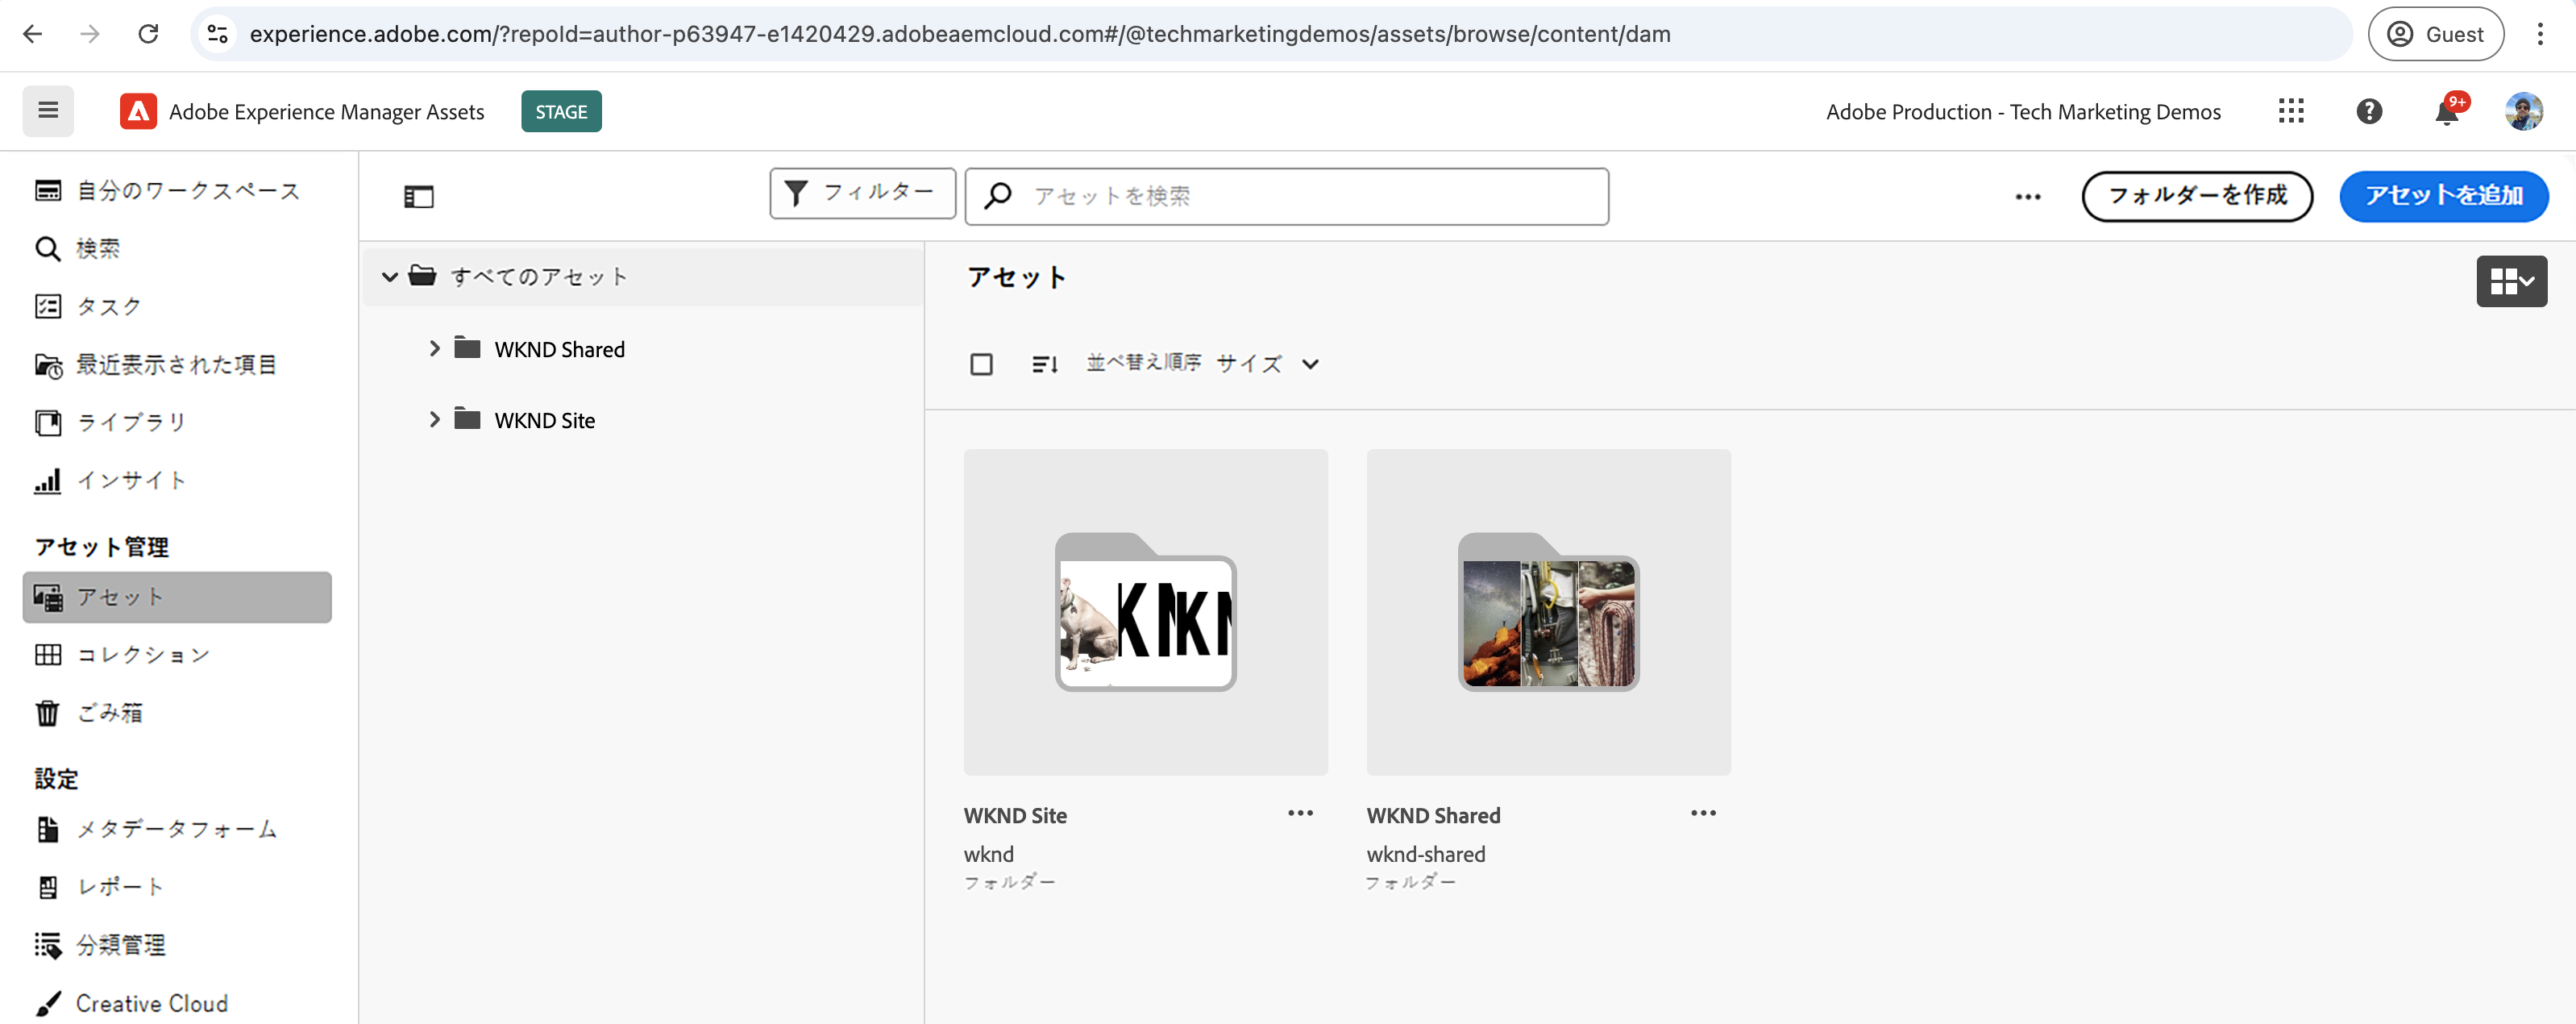 experience.adobe.com/?repoId=author-p63947-e1420429.adobeaemcloud.com#/@techmarketingdemos/assets/browse/content/dam
Guest
Adobe Experience Manager Assets
STAGE
Adobe Production - Tech Marketing Demos
9+
自分のワークスペース
検索
タスク
最近表示された項目
ライブラリ
インサイト
アセット管理
アセット
コレクション
ごみ箱
設定
メタデータフォーム
レポート
分類管理
Creative Cloud
フィルター
アセットを検索
フォルダーを作成
アセットを追加
すべてのアセット
WKND Shared
WKND Site
アセット
並べ替え順序 サイズ
KN
KN
WKND Site
wknd
フォルダー
WKND Shared
wknd-shared
フォルダー